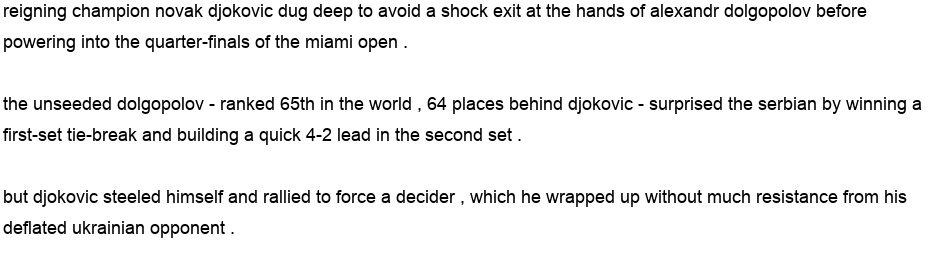 reigning champion novak djokovic dug deep to avoid a shock exit at the hands of alexandr dolgopolov before
powering into the quarter-finals of the miami open .
the unseeded dolgopolov - ranked 65th in the world , 64 places behind djokovic - surprised the serbian by winning a
first-set tie-break and building a quick 4-2 lead in the second set .
but djokovic steeled himself and rallied to force a decider , which he wrapped up without much resistance from his
deflated ukrainian opponent .